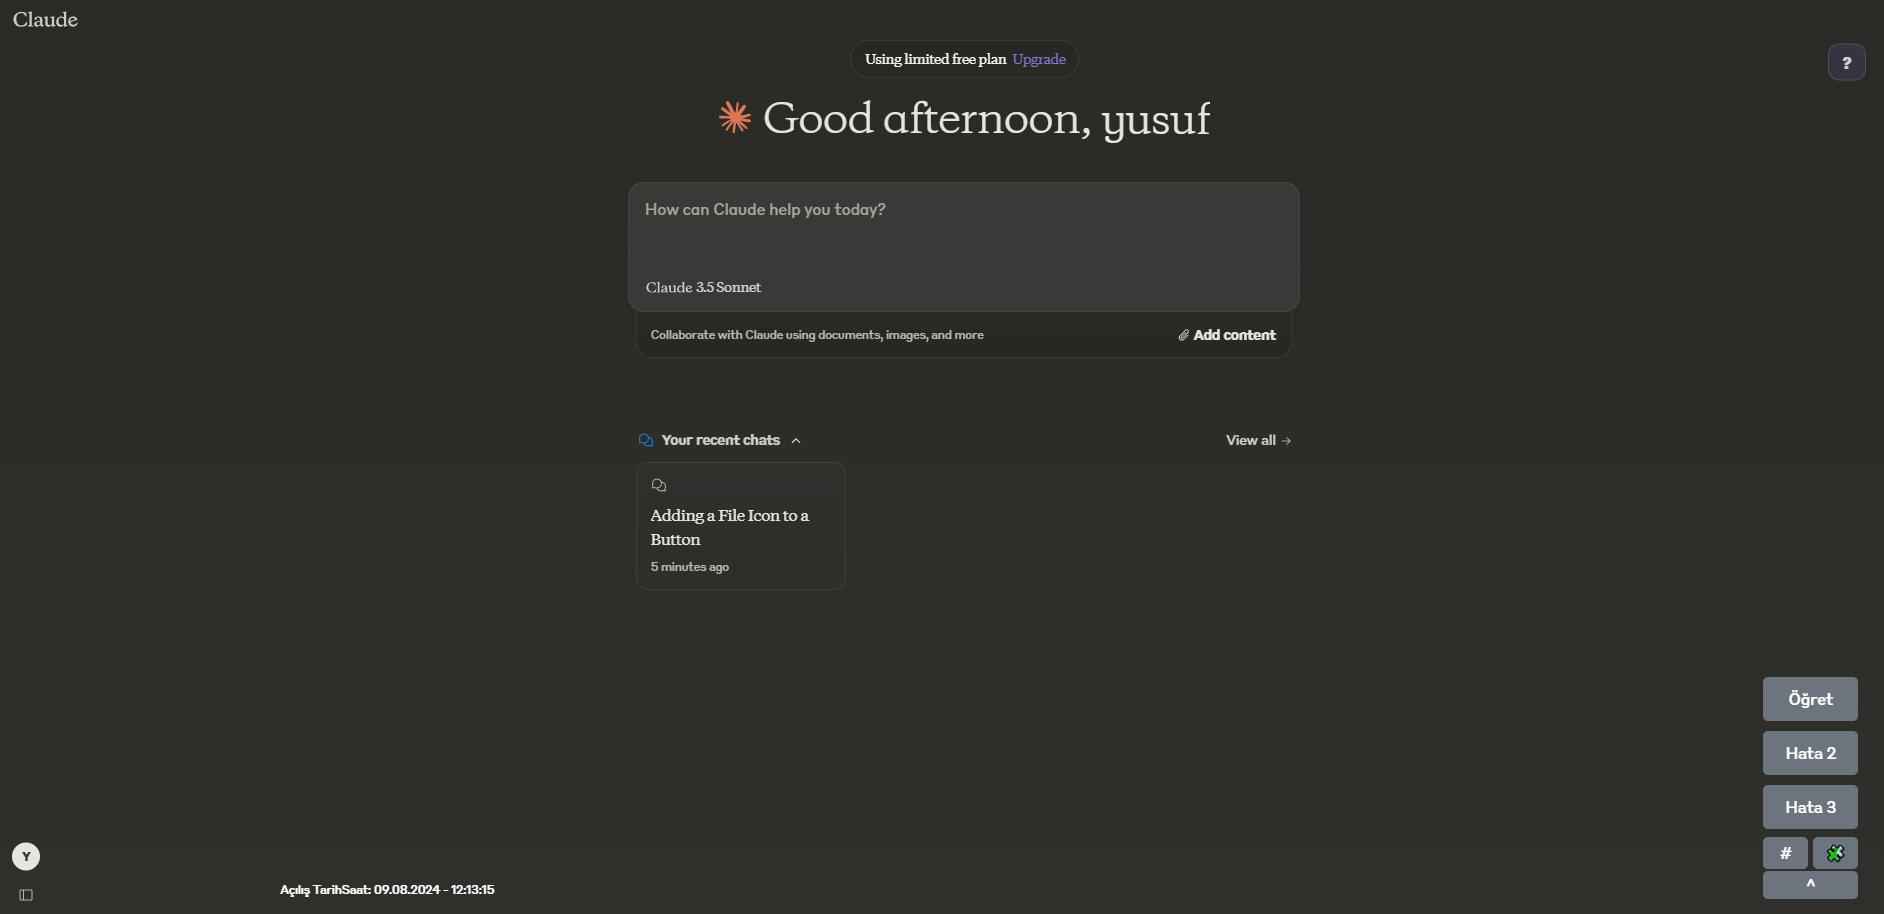 Claude
Using limited free plan Upgrade
?
Good afternoon, yusuf
How can Claude help you today?
Claude 3.5 Sonnet
Collaborate with Claude using documents, images, and more
Add content
Your recent chats
View all →
Adding a File Icon to a
Button
5 minutes ago
Öğret
Hata 2
Hata 3
#
^
Y
Açılış TarihSaat: 09.08.2024 - 12:13:15